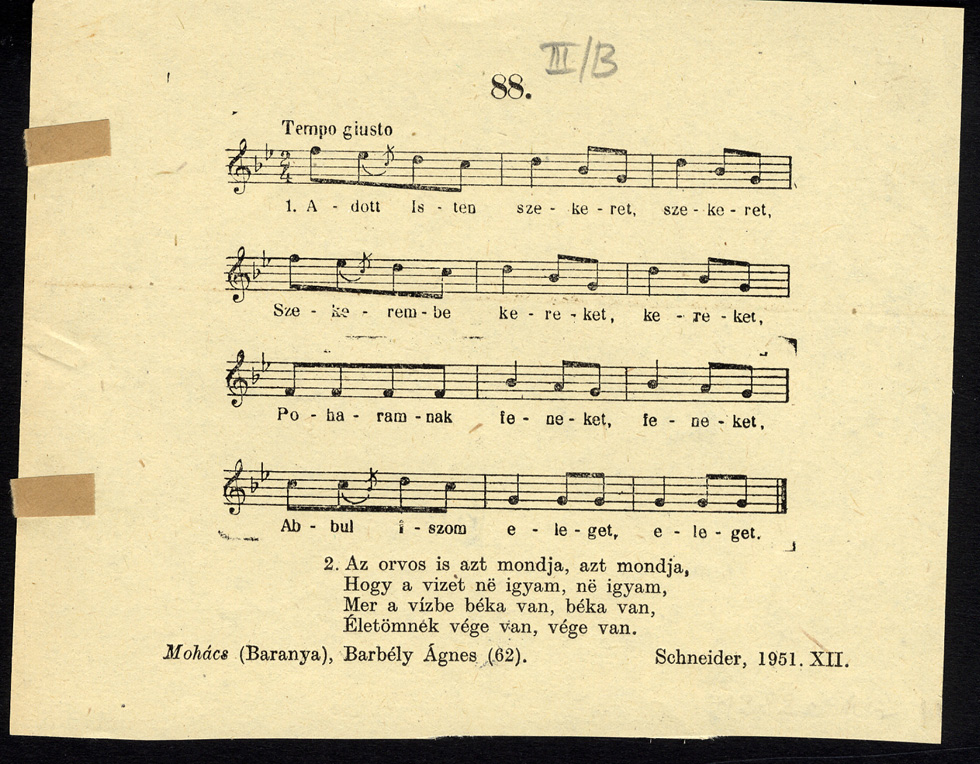 III/B
88.
Tempo giusto
1. A - dott Is - ten sze - ke - ret, sze - ke - ret,
Sze - ke - rem - be ke - re - ket, ke - re - ket,
Po - ha - ram - nak fe - ne - ket, fe - ne - ket,
Ab - bul i - szom e - le - get, e - le - get.
2. Az orvos is azt mondja, azt mondja,
Hogy a vizet në igyam, në igyam,
Mer a vízbe béka van, béka van,
Életömnek vége van, vége van.
Mohács (Baranya), Barbély Ágnes (62). Schneider, 1951. XII.